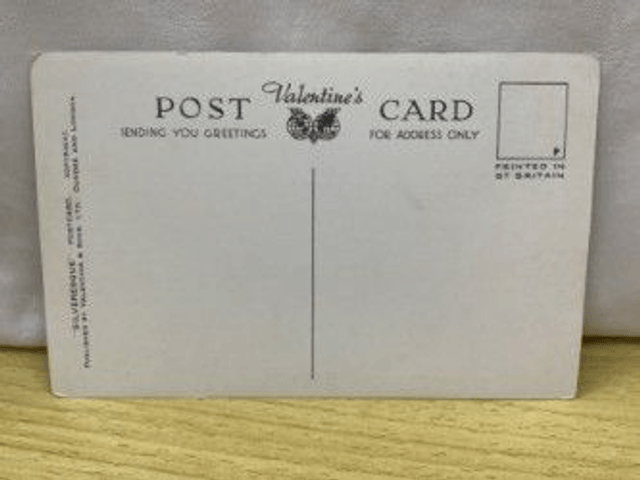 Valentine's
POST CARD
SENDING YOU GREETINGS
FOR ADDRESS ONLY
P
PRINTED IN
GT BRITAIN
"SILVERESQUE" POSTCARD. COPYRIGHT.
PUBLISHED BY VALENTINE & SONS. LTD. DUNDEE AND LONDON.